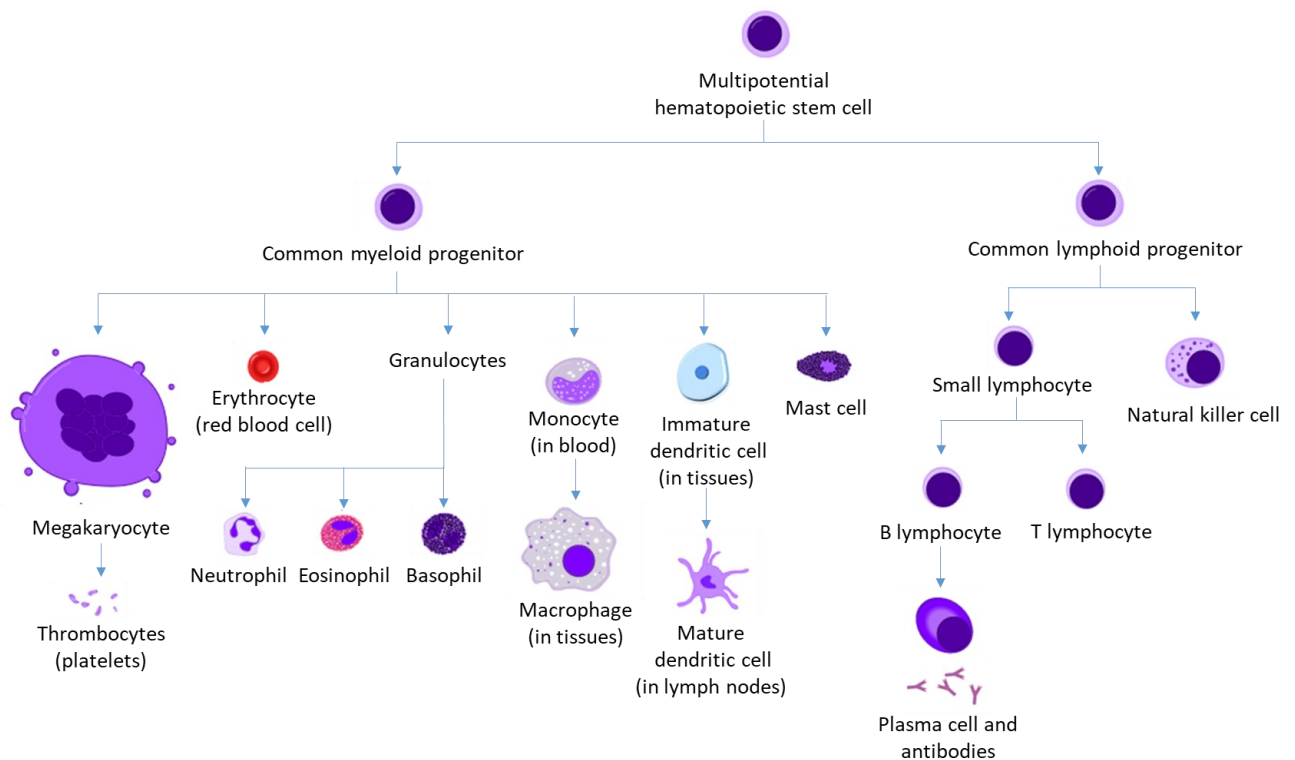 Multipotential
hematopoietic stem cell
Common myeloid progenitor
Common lymphoid progenitor
Megakaryocyte
Thrombocytes
(platelets)
Erythrocyte
(red blood cell)
Granulocytes
Neutrophil
Eosinophil
Basophil
Monocyte
(in blood)
Macrophage
(in tissues)
Immature
dendritic cell
(in tissues)
Mature
dendritic cell
(in lymph nodes)
Mast cell
Small lymphocyte
Natural killer cell
B lymphocyte
T lymphocyte
Plasma cell and
antibodies